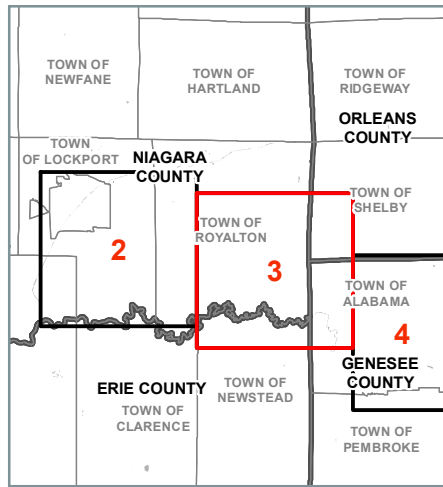 TOWN OF
NEWFANE
TOWN OF
HARTLAND
TOWN OF
RIDGEWAY
ORLEANS
COUNTY
TOWN
OF LOCKPORT
NIAGARA
COUNTY
TOWN OF
SHELBY
TOWN OF
ROYALTON
2
3
TOWN OF
ALABAMA
4
GENESEE
COUNTY
ERIE COUNTY
TOWN OF
CLARENCE
TOWN OF
NEWSTEAD
TOWN OF
PEMBROKE